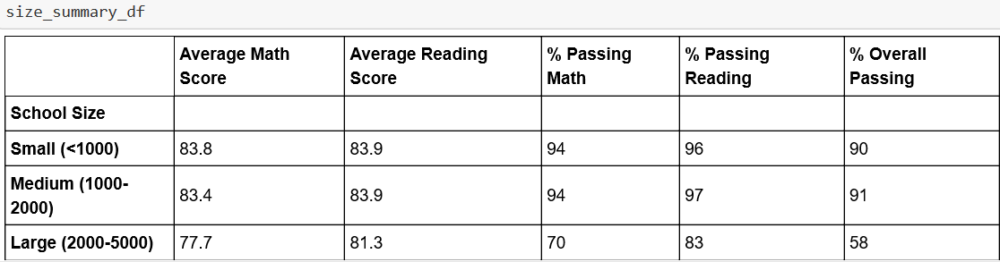 size_summary_df
Average Math Score Average Reading Score % Passing Math % Passing Reading % Overall Passing
School Size
Small (<1000) 83.8 83.9 94 96 90
Medium (1000-2000) 83.4 83.9 94 97 91
Large (2000-5000) 77.7 81.3 70 83 58